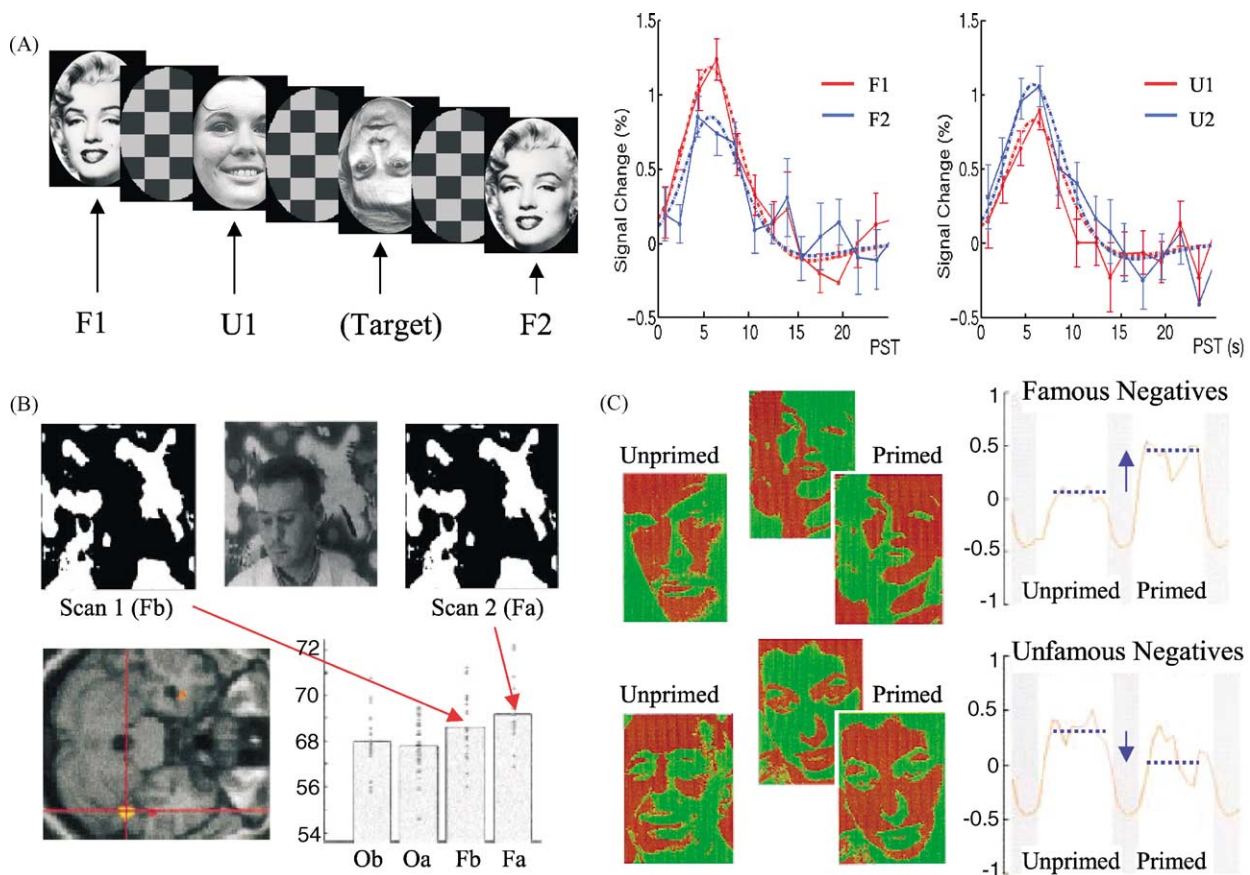 (A)
F1
U1
(Target)
F2
Signal Change (%)
1.5
1
0.5
0
−0.5
0
5
10
15
20
PST
F1
F2
Signal Change (%)
1.5
1
0.5
0
−0.5
0
5
10
15
20
PST (s)
U1
U2
(B)
Scan 1 (Fb)
Scan 2 (Fa)
72
70
68
56
54
Ob
Oa
Fb
Fa
(C)
Unprimed
Primed
Famous Negatives
1
0.5
0
-0.5
-1
Unprimed
Primed
Unprimed
Primed
Unfamous Negatives
1
0.5
0
-0.5
-1
Unprimed
Primed